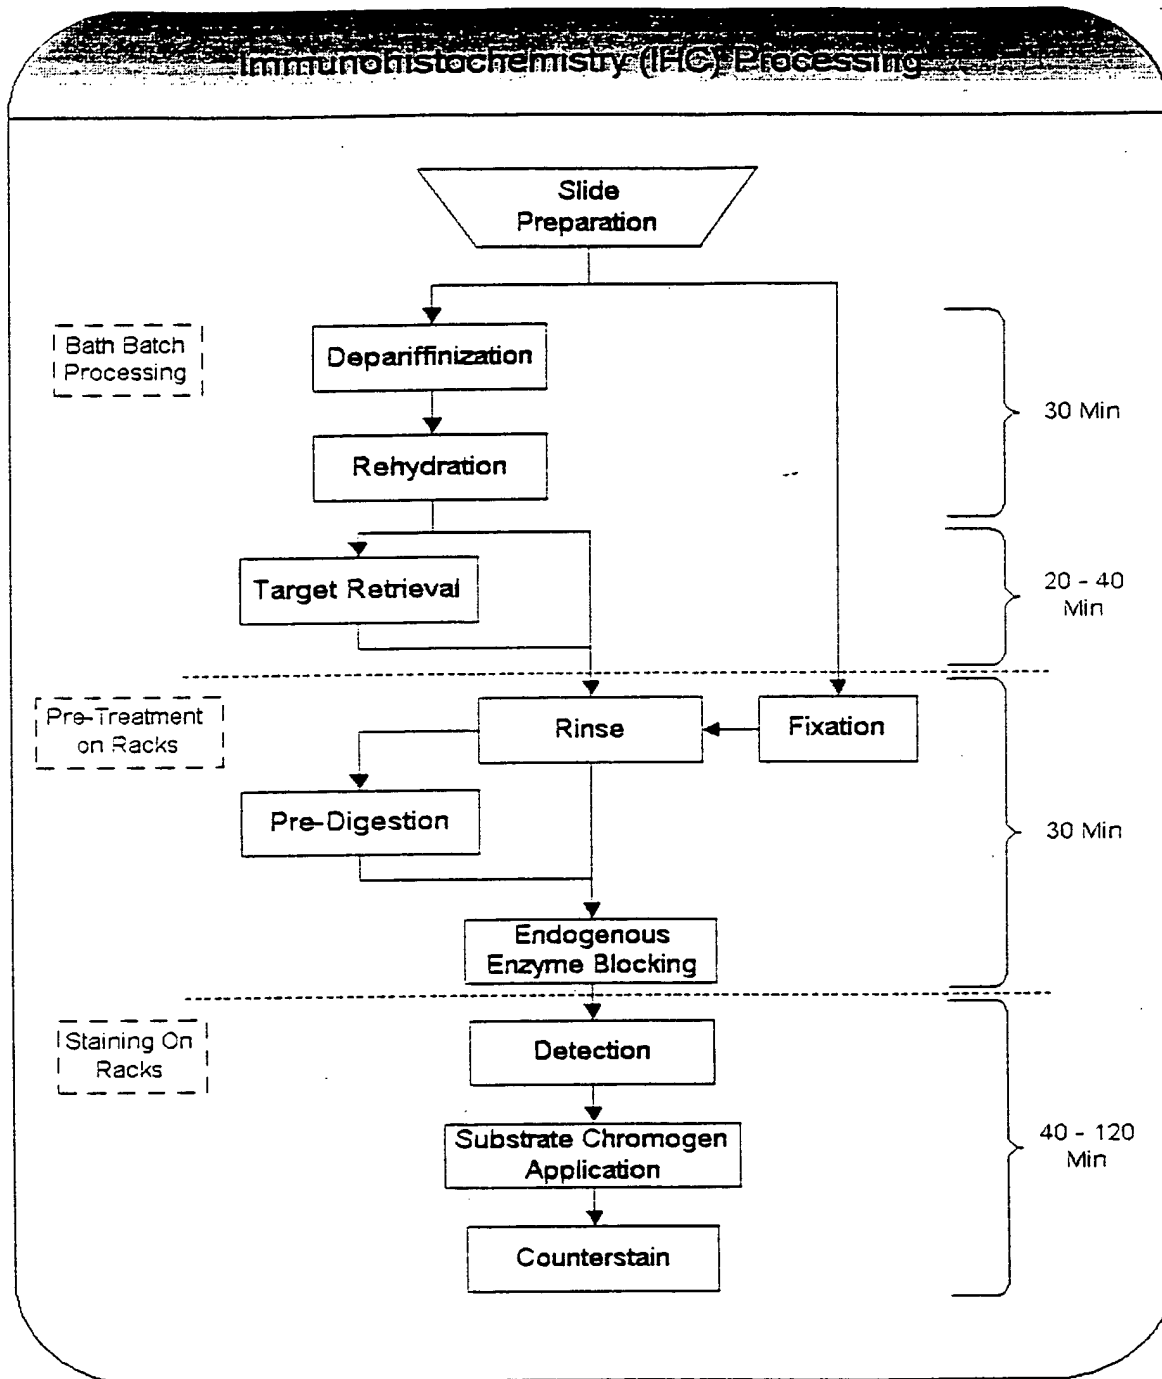 Immunohistochemistry (IHC) Processing
Slide
Preparation
Bath Batch
Processing
Depariffinization
30 Min
Rehydration
Target Retrieval
20 - 40
Min
Pre-Treatment
on Racks
Rinse
Fixation
Pre-Digestion
30 Min
Endogenous
Enzyme Blocking
Staining On
Racks
Detection
Substrate Chromogen
Application
40 - 120
Min
Counterstain